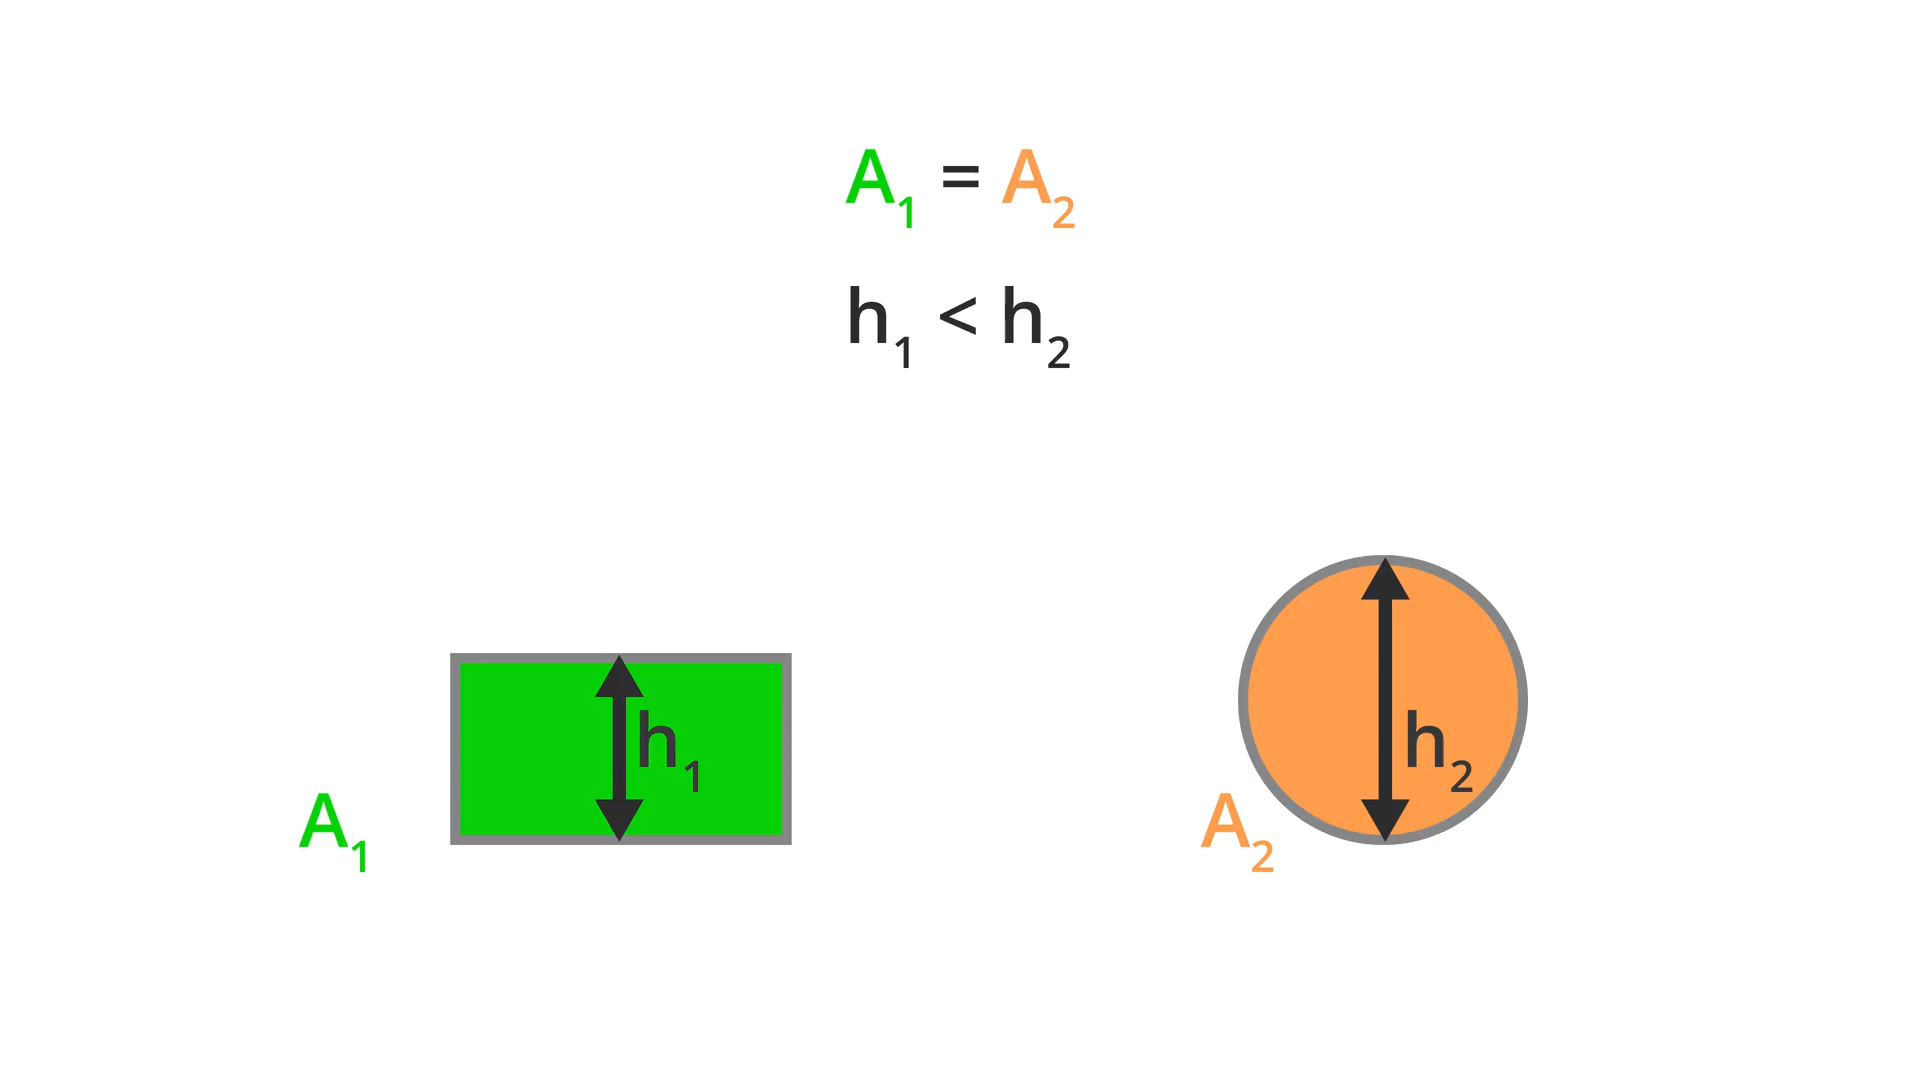 A₁ = A₂
h₁ < h₂
h₁
h₂
A₁
A₂